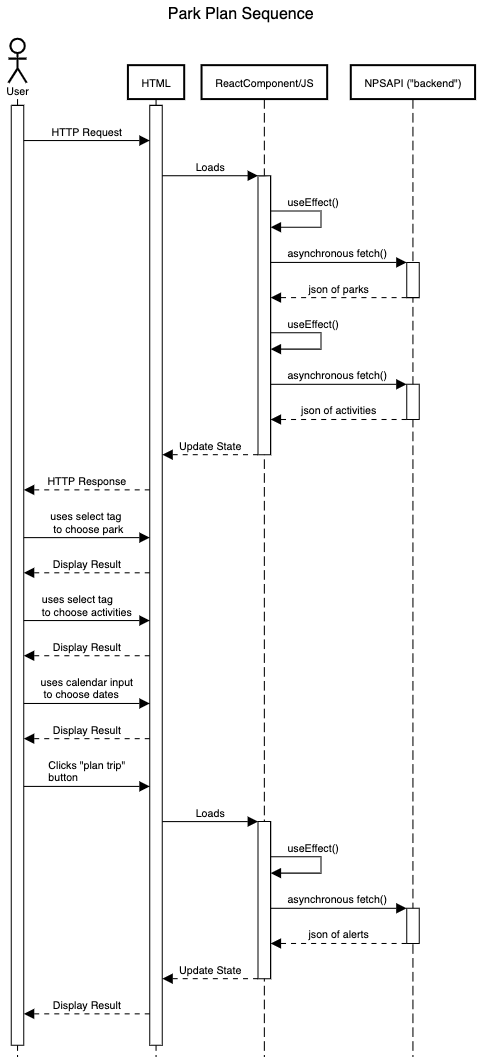 Park Plan Sequence
User
HTML
ReactComponent/JS
NPSAPI ("backend")
HTTP Request
Loads
useEffect()
asynchronous fetch()
json of parks
useEffect()
asynchronous fetch()
json of activities
Update State
HTTP Response
uses select tag
to choose park
Display Result
uses select tag
to choose activities
Display Result
uses calendar input
to choose dates
Display Result
Clicks "plan trip"
button
Loads
useEffect()
asynchronous fetch()
json of alerts
Update State
Display Result